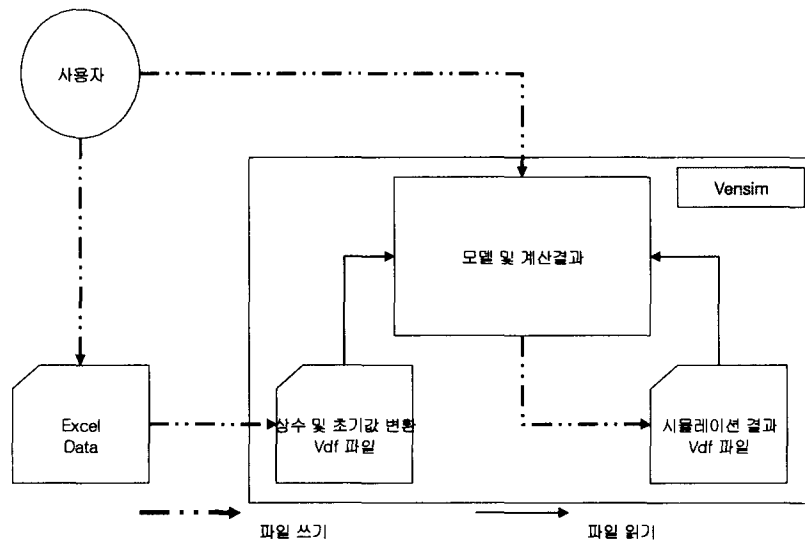 사용자
Vensim
모델 및 계산결과
Excel
Data
상수 및 초기값 변환
Vdf 파일
시뮬레이션 결과
Vdf 파일
파일 쓰기
파일 읽기